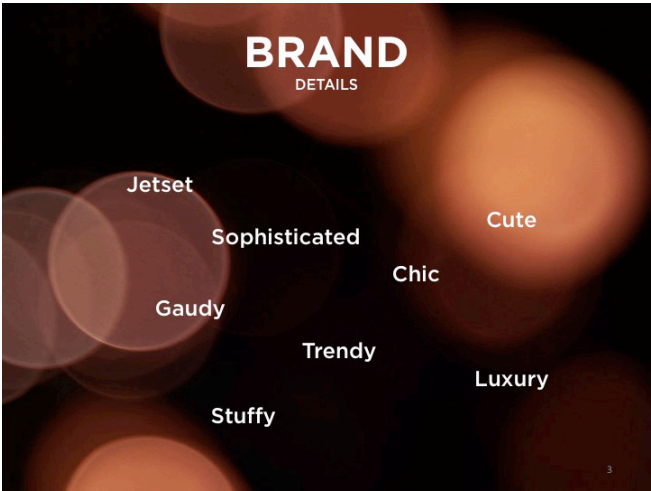 BRAND
DETAILS
Jetset
Sophisticated
Cute
Chic
Gaudy
Trendy
Luxury
Stuffy
3